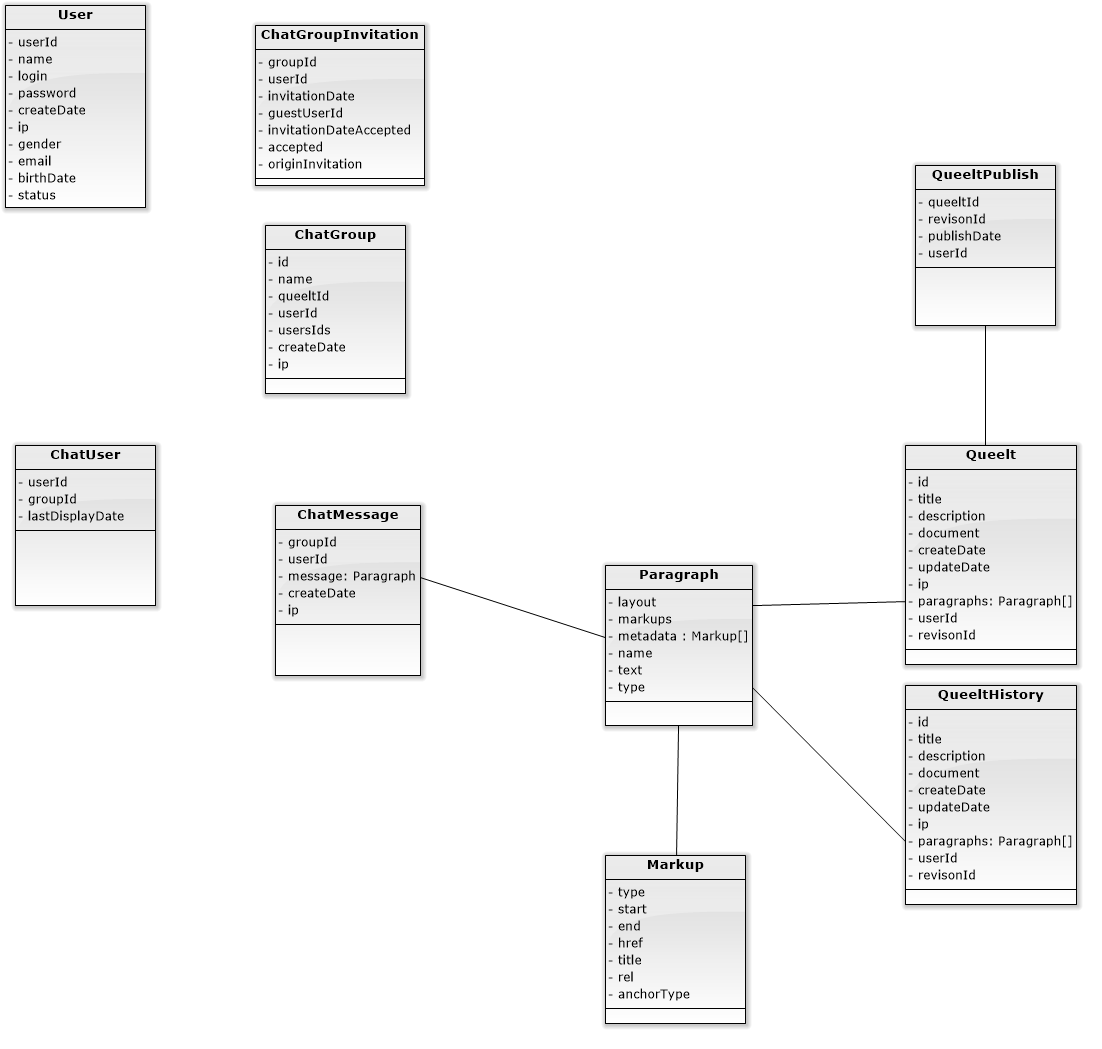 User
- userId
- name
- login
- password
- createDate
- ip
- gender
- email
- birthDate
- status
ChatGroupInvitation
- groupId
- userId
- invitationDate
- guestUserId
- invitationDateAccepted
- accepted
- originInvitation
ChatGroup
- id
- name
- queeltId
- userId
- usersIds
- createDate
- ip
QueeltPublish
- queeltId
- revisonId
- publishDate
- userId
ChatUser
- userId
- groupId
- lastDisplayDate
ChatMessage
- groupId
- userId
- message: Paragraph
- createDate
- ip
Paragraph
- layout
- markups
- metadata : Markup[]
- name
- text
- type
Queelt
- id
- title
- description
- document
- createDate
- updateDate
- ip
- paragraphs: Paragraph[]
- userId
- revisonId
QueeltHistory
- id
- title
- description
- document
- createDate
- updateDate
- ip
- paragraphs: Paragraph[]
- userId
- revisonId
Markup
- type
- start
- end
- href
- title
- rel
- anchorType